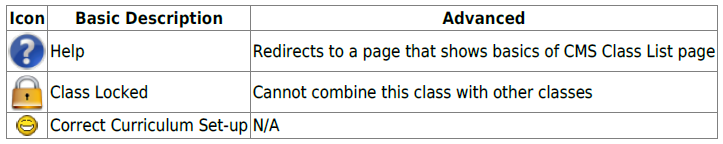 Icon Basic Description Advanced
? Help Redirects to a page that shows basics of CMS Class List page
Class Locked Cannot combine this class with other classes
Correct Curriculum Set-up N/A